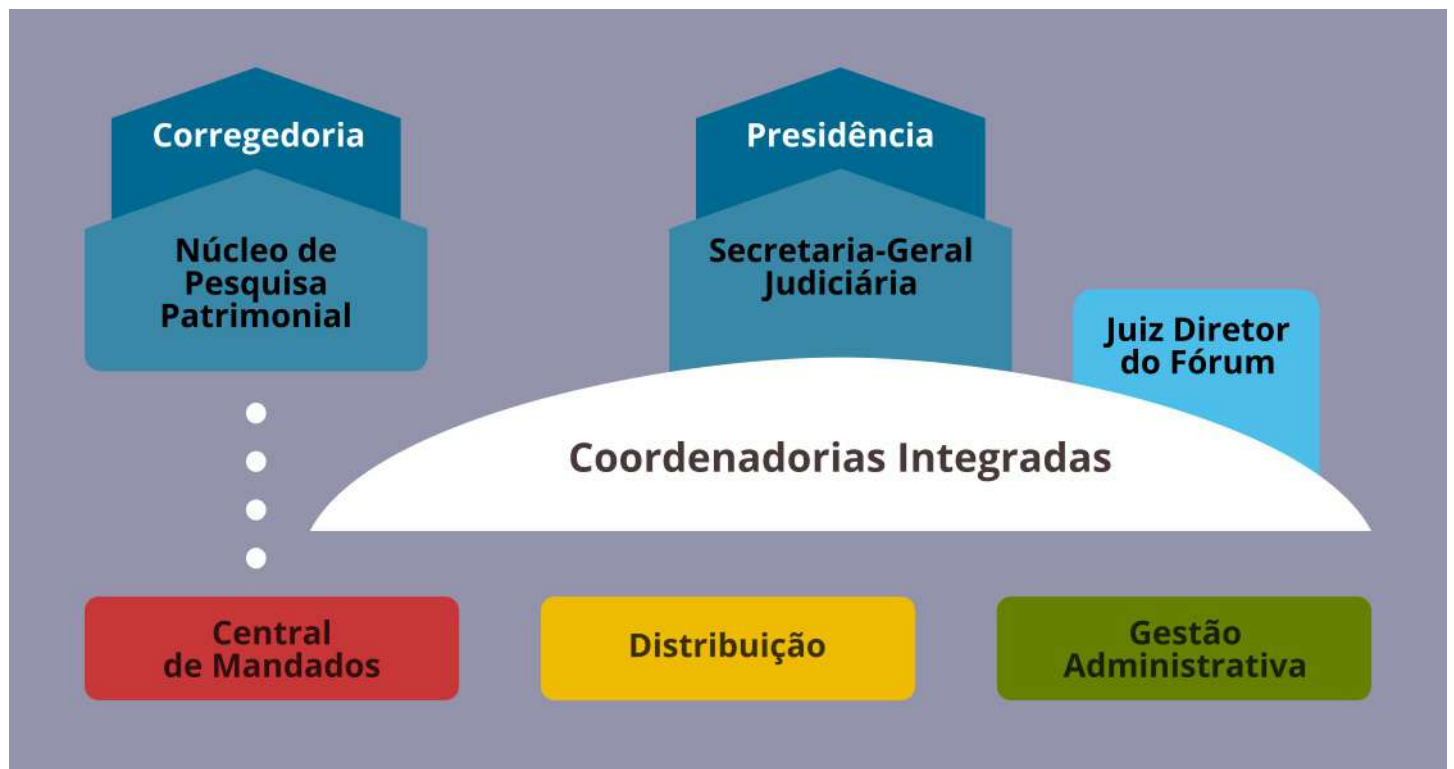 Corregedoria
Presidência
Núcleo de
Pesquisa
Patrimonial
Secretaria-Geral
Judiciária
Juiz Diretor
do Fórum
Coordenadorias Integradas
Central
de Mandados
Distribuição
Gestão
Administrativa